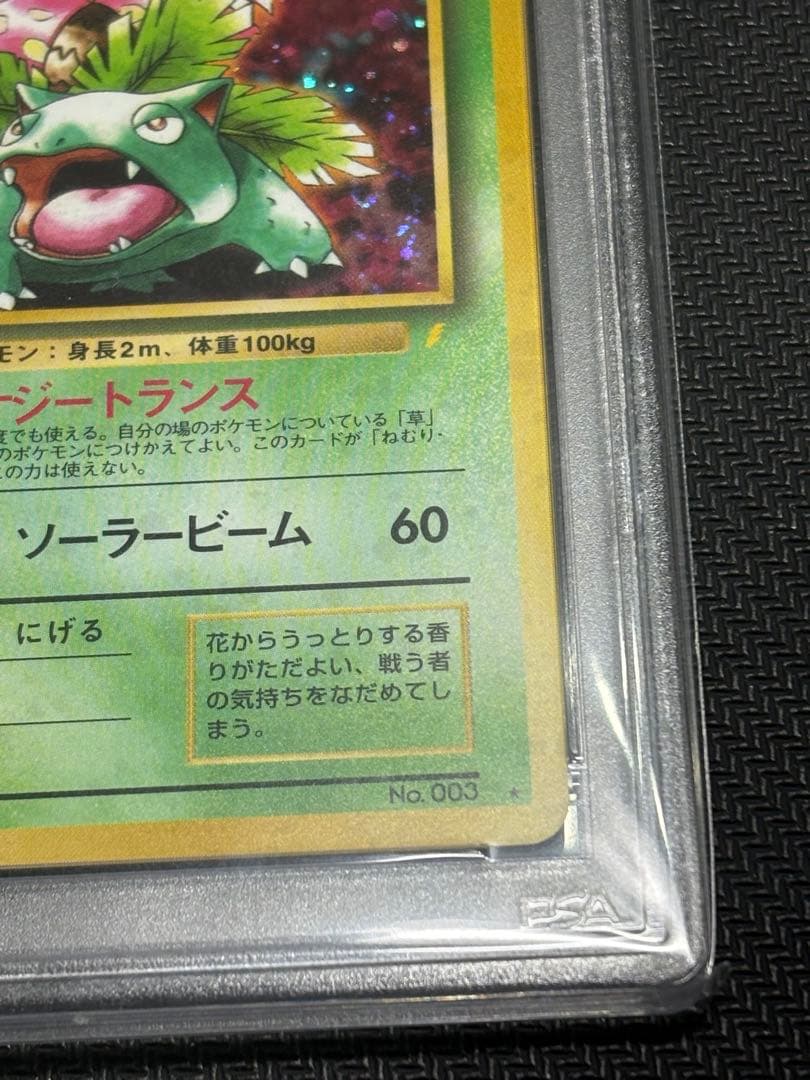 モン：身長2m、体重100kg
ージートランス
度でも使える。自分の場のポケモンについている「草」
のポケモンにつけかえてよい。このカードが「ねむり・
この力は使えない。
ソーラービーム 60
にげる
花からうっとりする香
りがただよい、戦う者
の気持ちをなだめてし
まう。
No. 003 ★
PSA